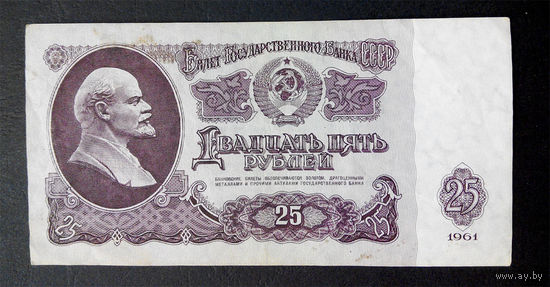 Билет Государственного Банка СССР
Двадцать пять
рублей
БАНКОВСКИЕ БИЛЕТЫ ОБЕСПЕЧИВАЮТСЯ ЗОЛОТОМ, ДРАГОЦЕННЫМИ
МЕТАЛЛАМИ И ПРОЧИМИ АКТИВАМИ ГОСУДАРСТВЕННОГО БАНКА
25
25
25
25
1961
www.ay.by